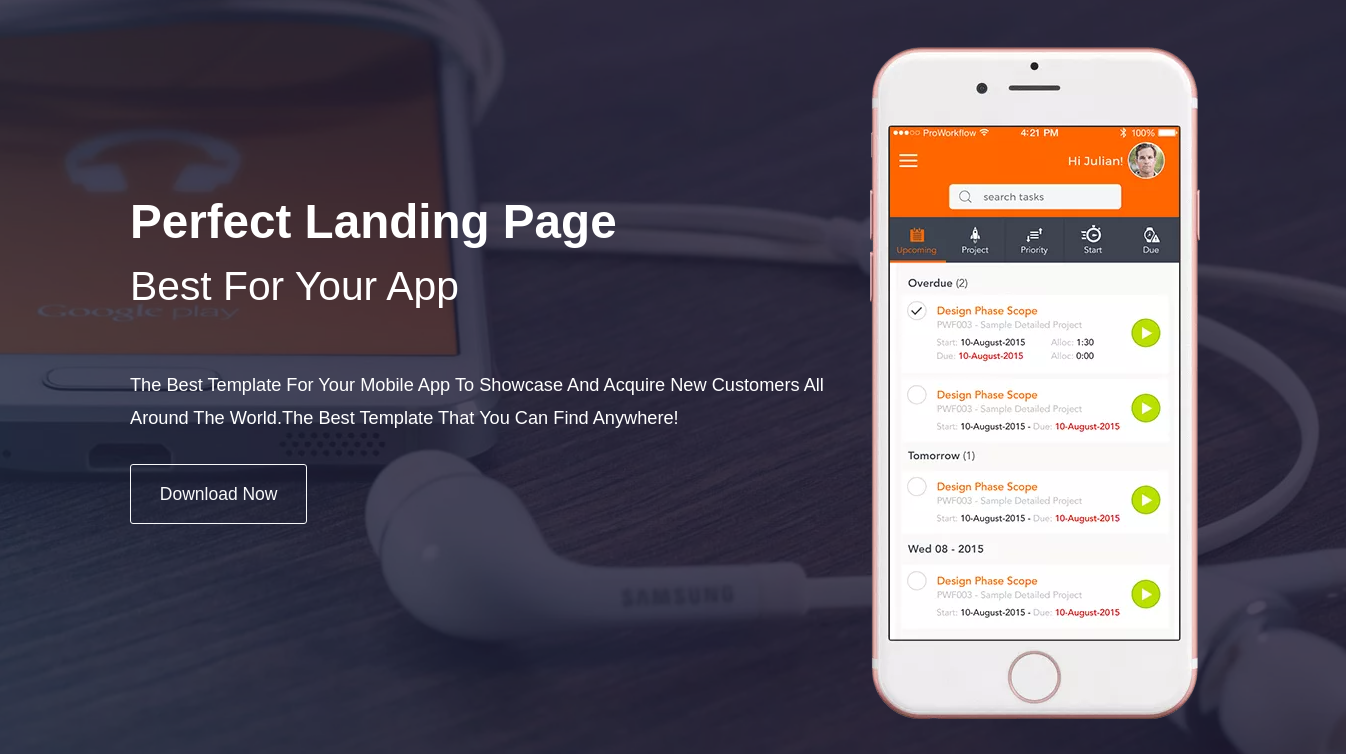 Perfect Landing Page
Best For Your App
Google play
The Best Template For Your Mobile App To Showcase And Acquire New Customers All
Around The World.The Best Template That You Can Find Anywhere!
Download Now
SAMSUNG
ProWorkflow 4:21 PM 100%
Hi Julian!
search tasks
Upcoming Project Priority Start Due
Overdue (2)
Design Phase Scope
PWF003 - Sample Detailed Project
Start: 10-August-2015 Alloc: 1:30
Due: 10-August-2015 Alloc: 0:00
Design Phase Scope
PWF003 - Sample Detailed Project
Start: 10-August-2015 - Due: 10-August-2015
Tomorrow (1)
Design Phase Scope
PWF003 - Sample Detailed Project
Start: 10-August-2015 - Due: 10-August-2015
Wed 08 - 2015
Design Phase Scope
PWF003 - Sample Detailed Project
Start: 10-August-2015 - Due: 10-August-2015